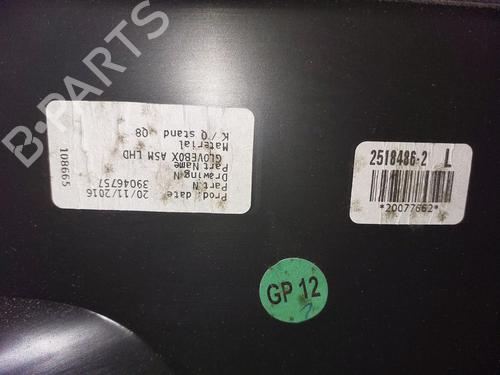 Prod: date 20/11/2016
Part N 39046757
Drawing N
Part Name
GLOVEBOX ASM LHD
Material
K / Q stand Q8
108665
2518486-2 L
*20077662*
GP 12
B-PARTS